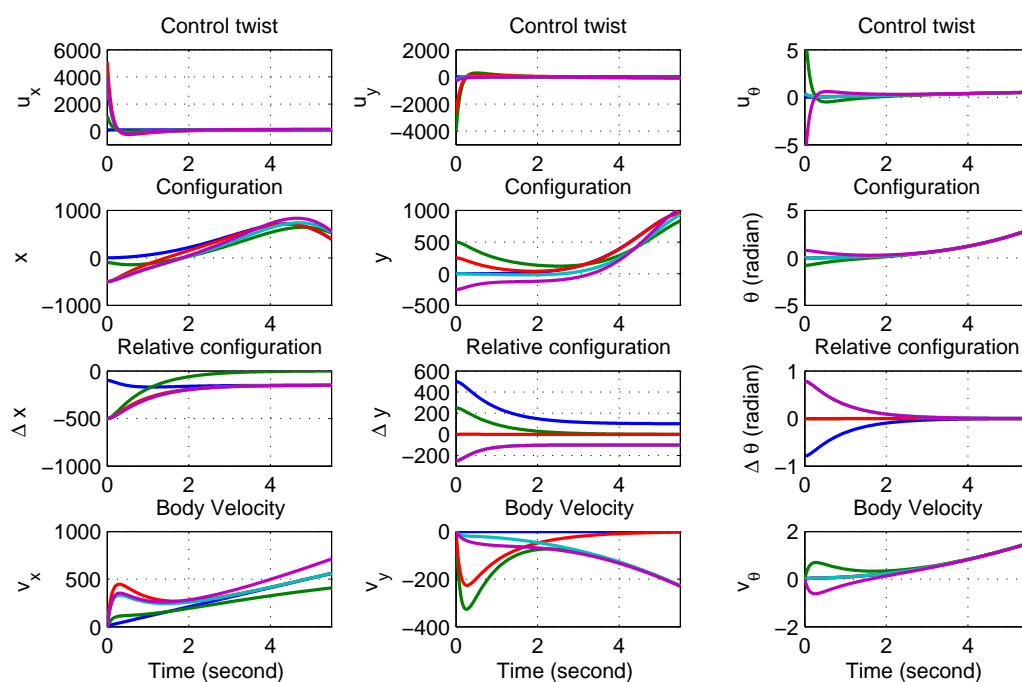 Control twist
Control twist
Control twist
6000
4000
2000
0
u_x
0
2
4
2000
0
−2000
−4000
u_y
0
2
4
5
0
−5
u_θ
0
2
4
Configuration
Configuration
Configuration
1000
0
−1000
x
0
2
4
1000
500
0
−500
y
0
2
4
5
0
−5
θ (radian)
0
2
4
Relative configuration
Relative configuration
Relative configuration
0
−500
−1000
Δ x
0
2
4
600
400
200
0
−200
Δ y
0
2
4
1
0
−1
Δ θ (radian)
0
2
4
Body Velocity
Body Velocity
Body Velocity
1000
500
0
v_x
0
2
4
Time (second)
0
−200
−400
v_y
0
2
4
Time (second)
2
0
−2
v_θ
0
2
4
Time (second)